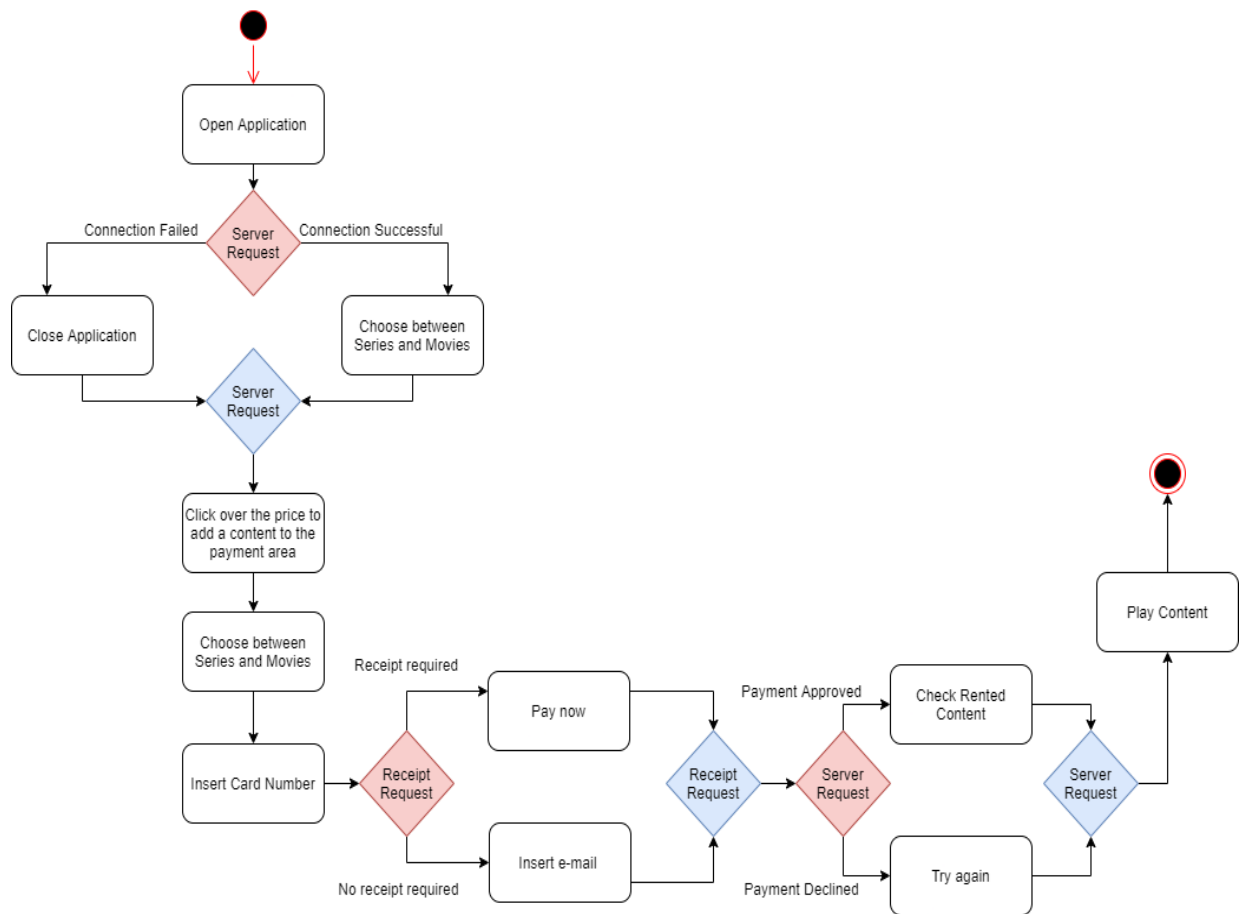 Open Application
Connection Failed
Server
Request
Connection Successful
Close Application
Choose between
Series and Movies
Server
Request
Click over the price to
add a content to the
payment area
Choose between
Series and Movies
Insert Card Number
Receipt required
Receipt
Request
No receipt required
Pay now
Insert e-mail
Receipt
Request
Payment Approved
Server
Request
Payment Declined
Check Rented
Content
Try again
Server
Request
Play Content